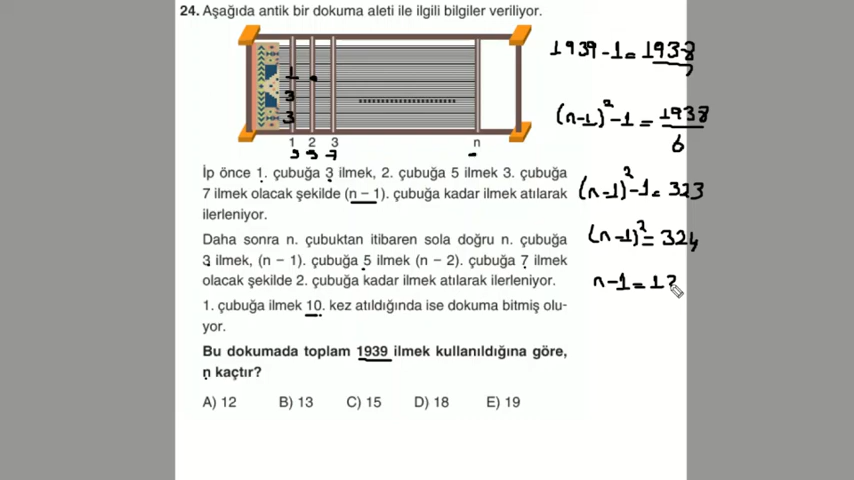 24. Aşağıda antik bir dokuma aleti ile ilgili bilgiler veriliyor.
1
3
3
1 2 3 n
3 5 7
İp önce 1. çubuğa 3 ilmek, 2. çubuğa 5 ilmek 3. çubuğa
7 ilmek olacak şekilde (n – 1). çubuğa kadar ilmek atılarak
ilerleniyor.
Daha sonra n. çubuktan itibaren sola doğru n. çubuğa
3 ilmek, (n – 1). çubuğa 5 ilmek (n – 2). çubuğa 7 ilmek
olacak şekilde 2. çubuğa kadar ilmek atılarak ilerleniyor.
1. çubuğa ilmek 10. kez atıldığında ise dokuma bitmiş olu-
yor.
Bu dokumada toplam 1939 ilmek kullanıldığına göre,
n kaçtır?
A) 12 B) 13 C) 15 D) 18 E) 19
1939 - 1 = 1938
(n-1)² - 1 = 1938
6
(n-1)² - 1 = 323
(n-1)² = 324
n - 1 = 1